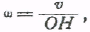 ω = v / OH ,